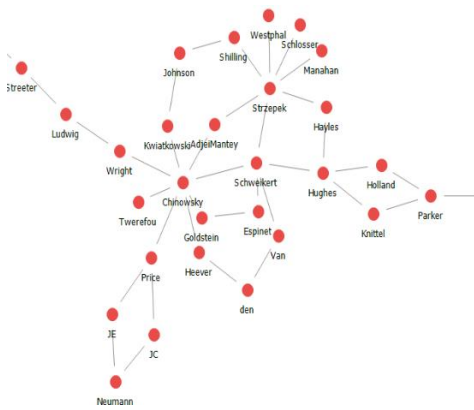 Westphal
Schlosser
Shilling
Manahan
Johnson
Streeter
Strzepek
Ludwig
Hayles
Kwiatkowski
AdjeiMantey
Wright
Schweikert
Holland
Hughes
Chinowsky
Twerefou
Parker
Goldstein
Espinet
Knittel
Van
Heever
Price
den
JE
JC
Neumann